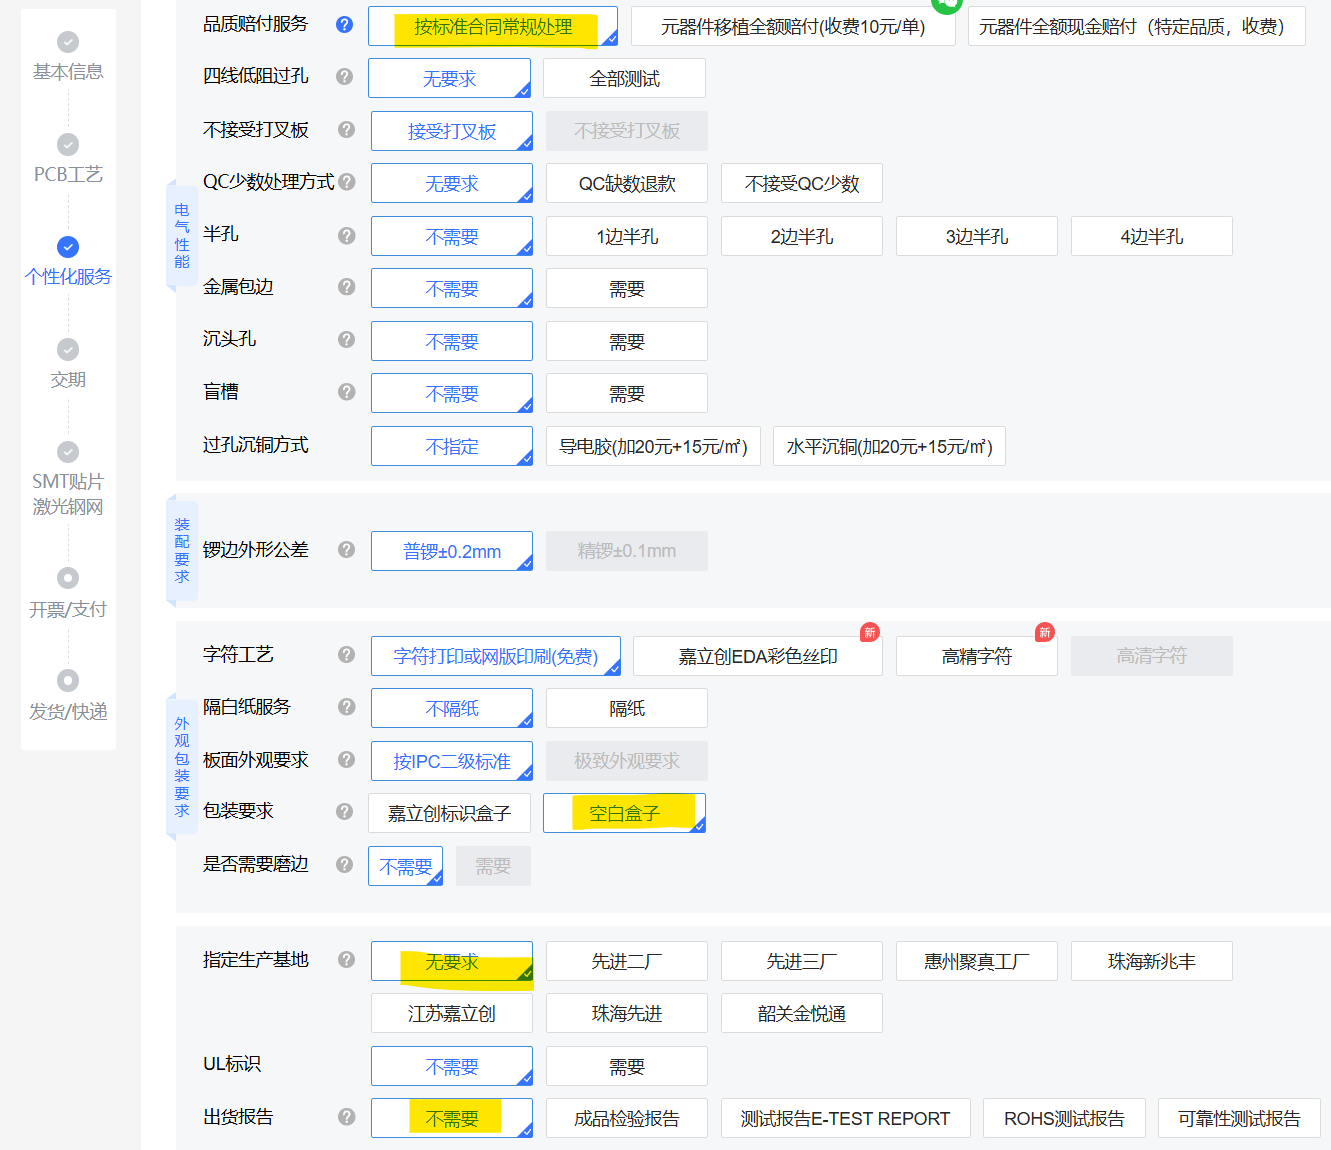 基本信息
PCB工艺
个性化服务
交期
SMT贴片
激光钢网
开票/支付
发货/快递
电气性能
品质赔付服务 按标准合同常规处理 元器件移植全额赔付(收费10元/单) 元器件全额现金赔付（特定品质，收费）
四线低阻过孔 无要求 全部测试
不接受打叉板 接受打叉板 不接受打叉板
QC少数处理方式 无要求 QC缺数退款 不接受QC少数
半孔 不需要 1边半孔 2边半孔 3边半孔 4边半孔
金属包边 不需要 需要
沉头孔 不需要 需要
盲槽 不需要 需要
过孔沉铜方式 不指定 导电胶(加20元+15元/㎡) 水平沉铜(加20元+15元/㎡)
装配要求
锣边外形公差 普锣±0.2mm 精锣±0.1mm
外观包装要求
新 新
字符工艺 字符打印或网版印刷(免费) 嘉立创EDA彩色丝印 高精字符 高清字符
隔白纸服务 不隔纸 隔纸
板面外观要求 按IPC二级标准 极致外观要求
包装要求 嘉立创标识盒子 空白盒子
是否需要磨边 不需要 需要
指定生产基地 无要求 先进二厂 先进三厂 惠州聚真工厂 珠海新兆丰
江苏嘉立创 珠海先进 韶关金悦通
UL标识 不需要 需要
出货报告 不需要 成品检验报告 测试报告E-TEST REPORT ROHS测试报告 可靠性测试报告